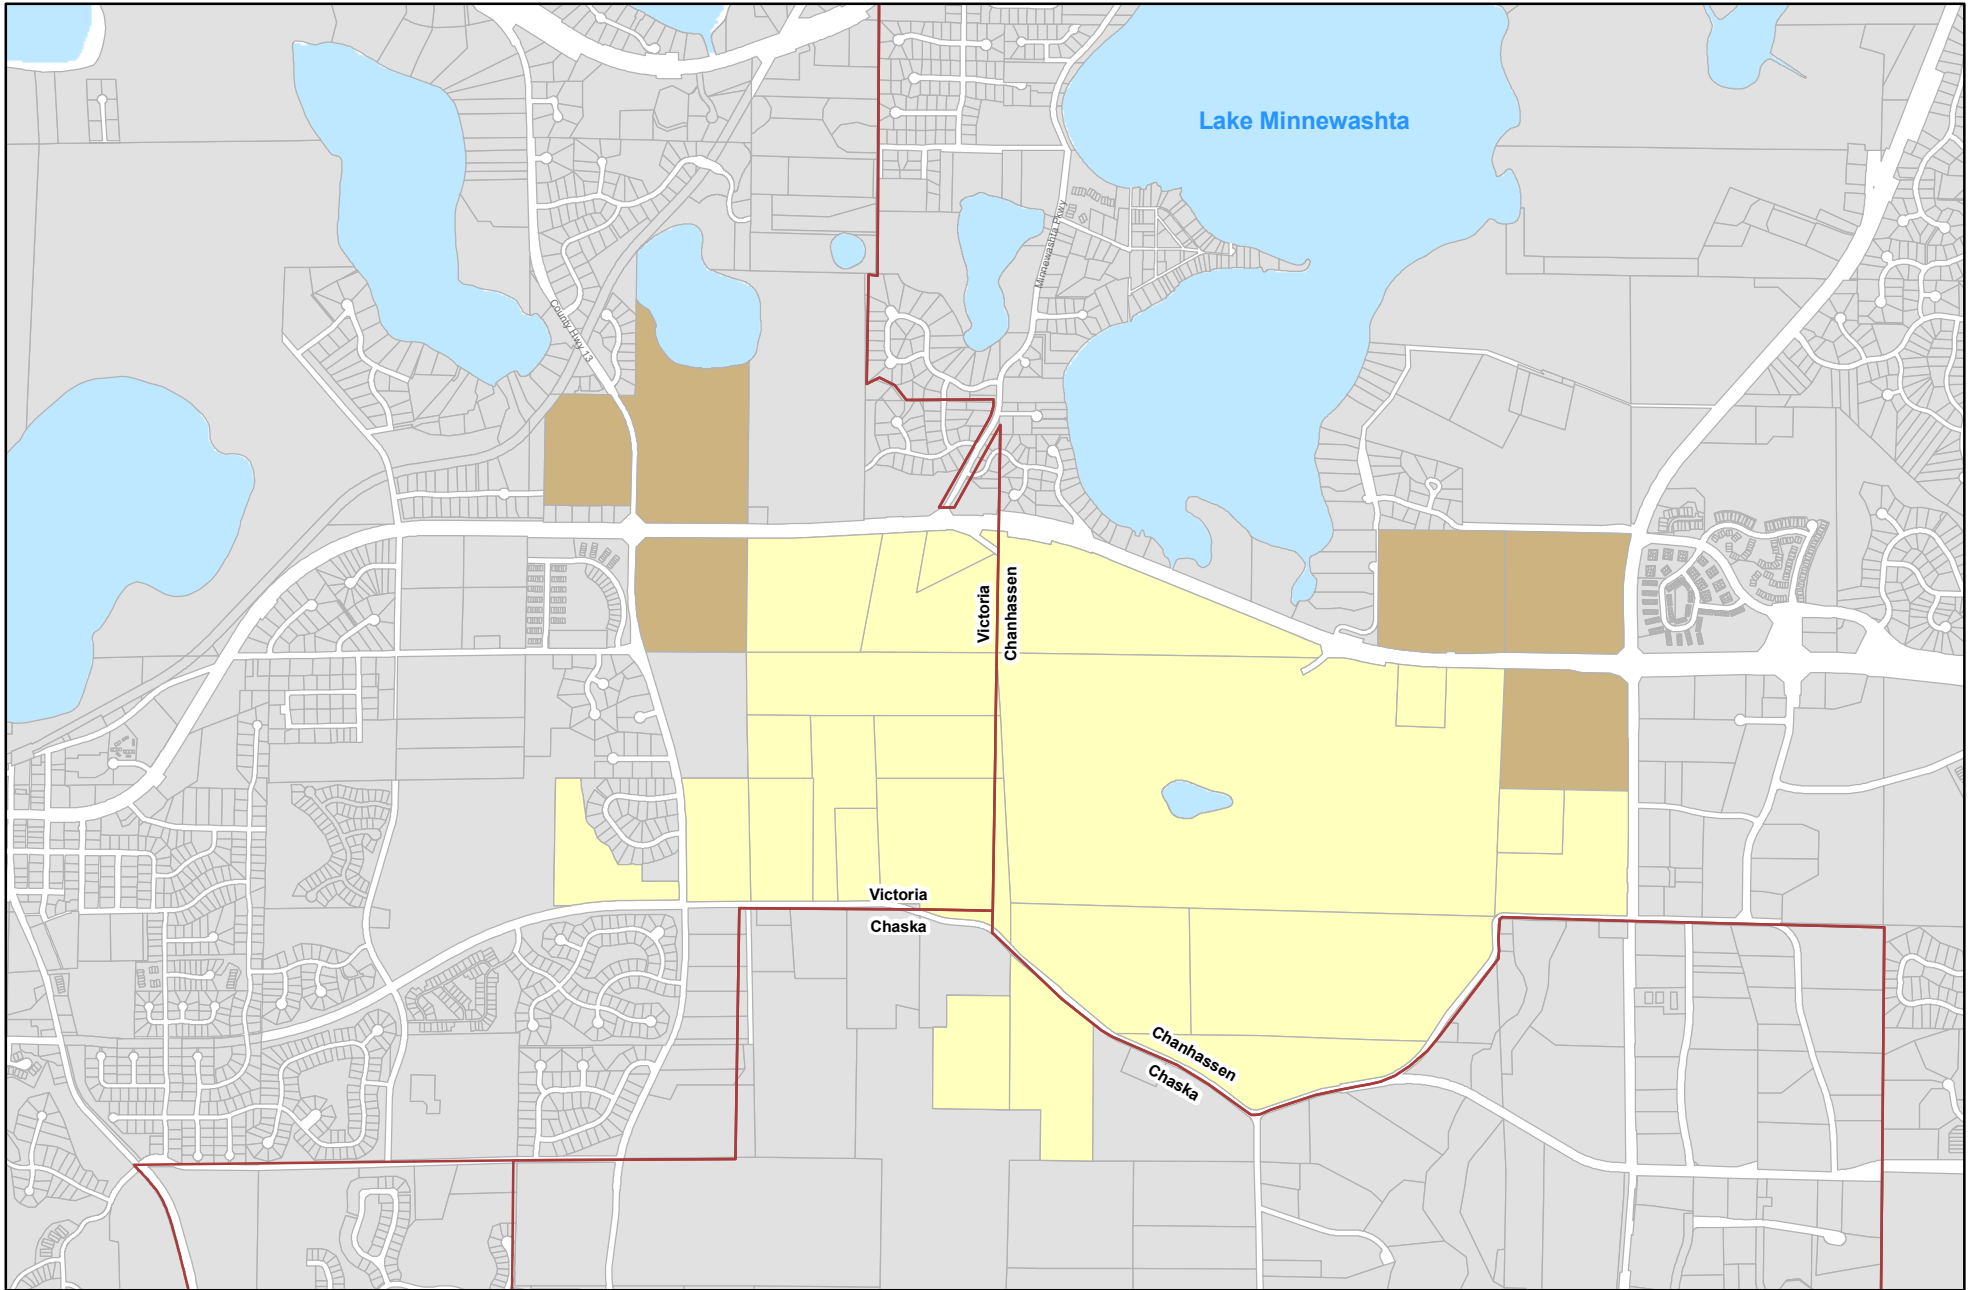 Lake Minnewashta
Minnewashta Pkwy
County Hwy 13
Victoria
Chanhassen
Victoria
Chaska
Chanhassen
Chaska